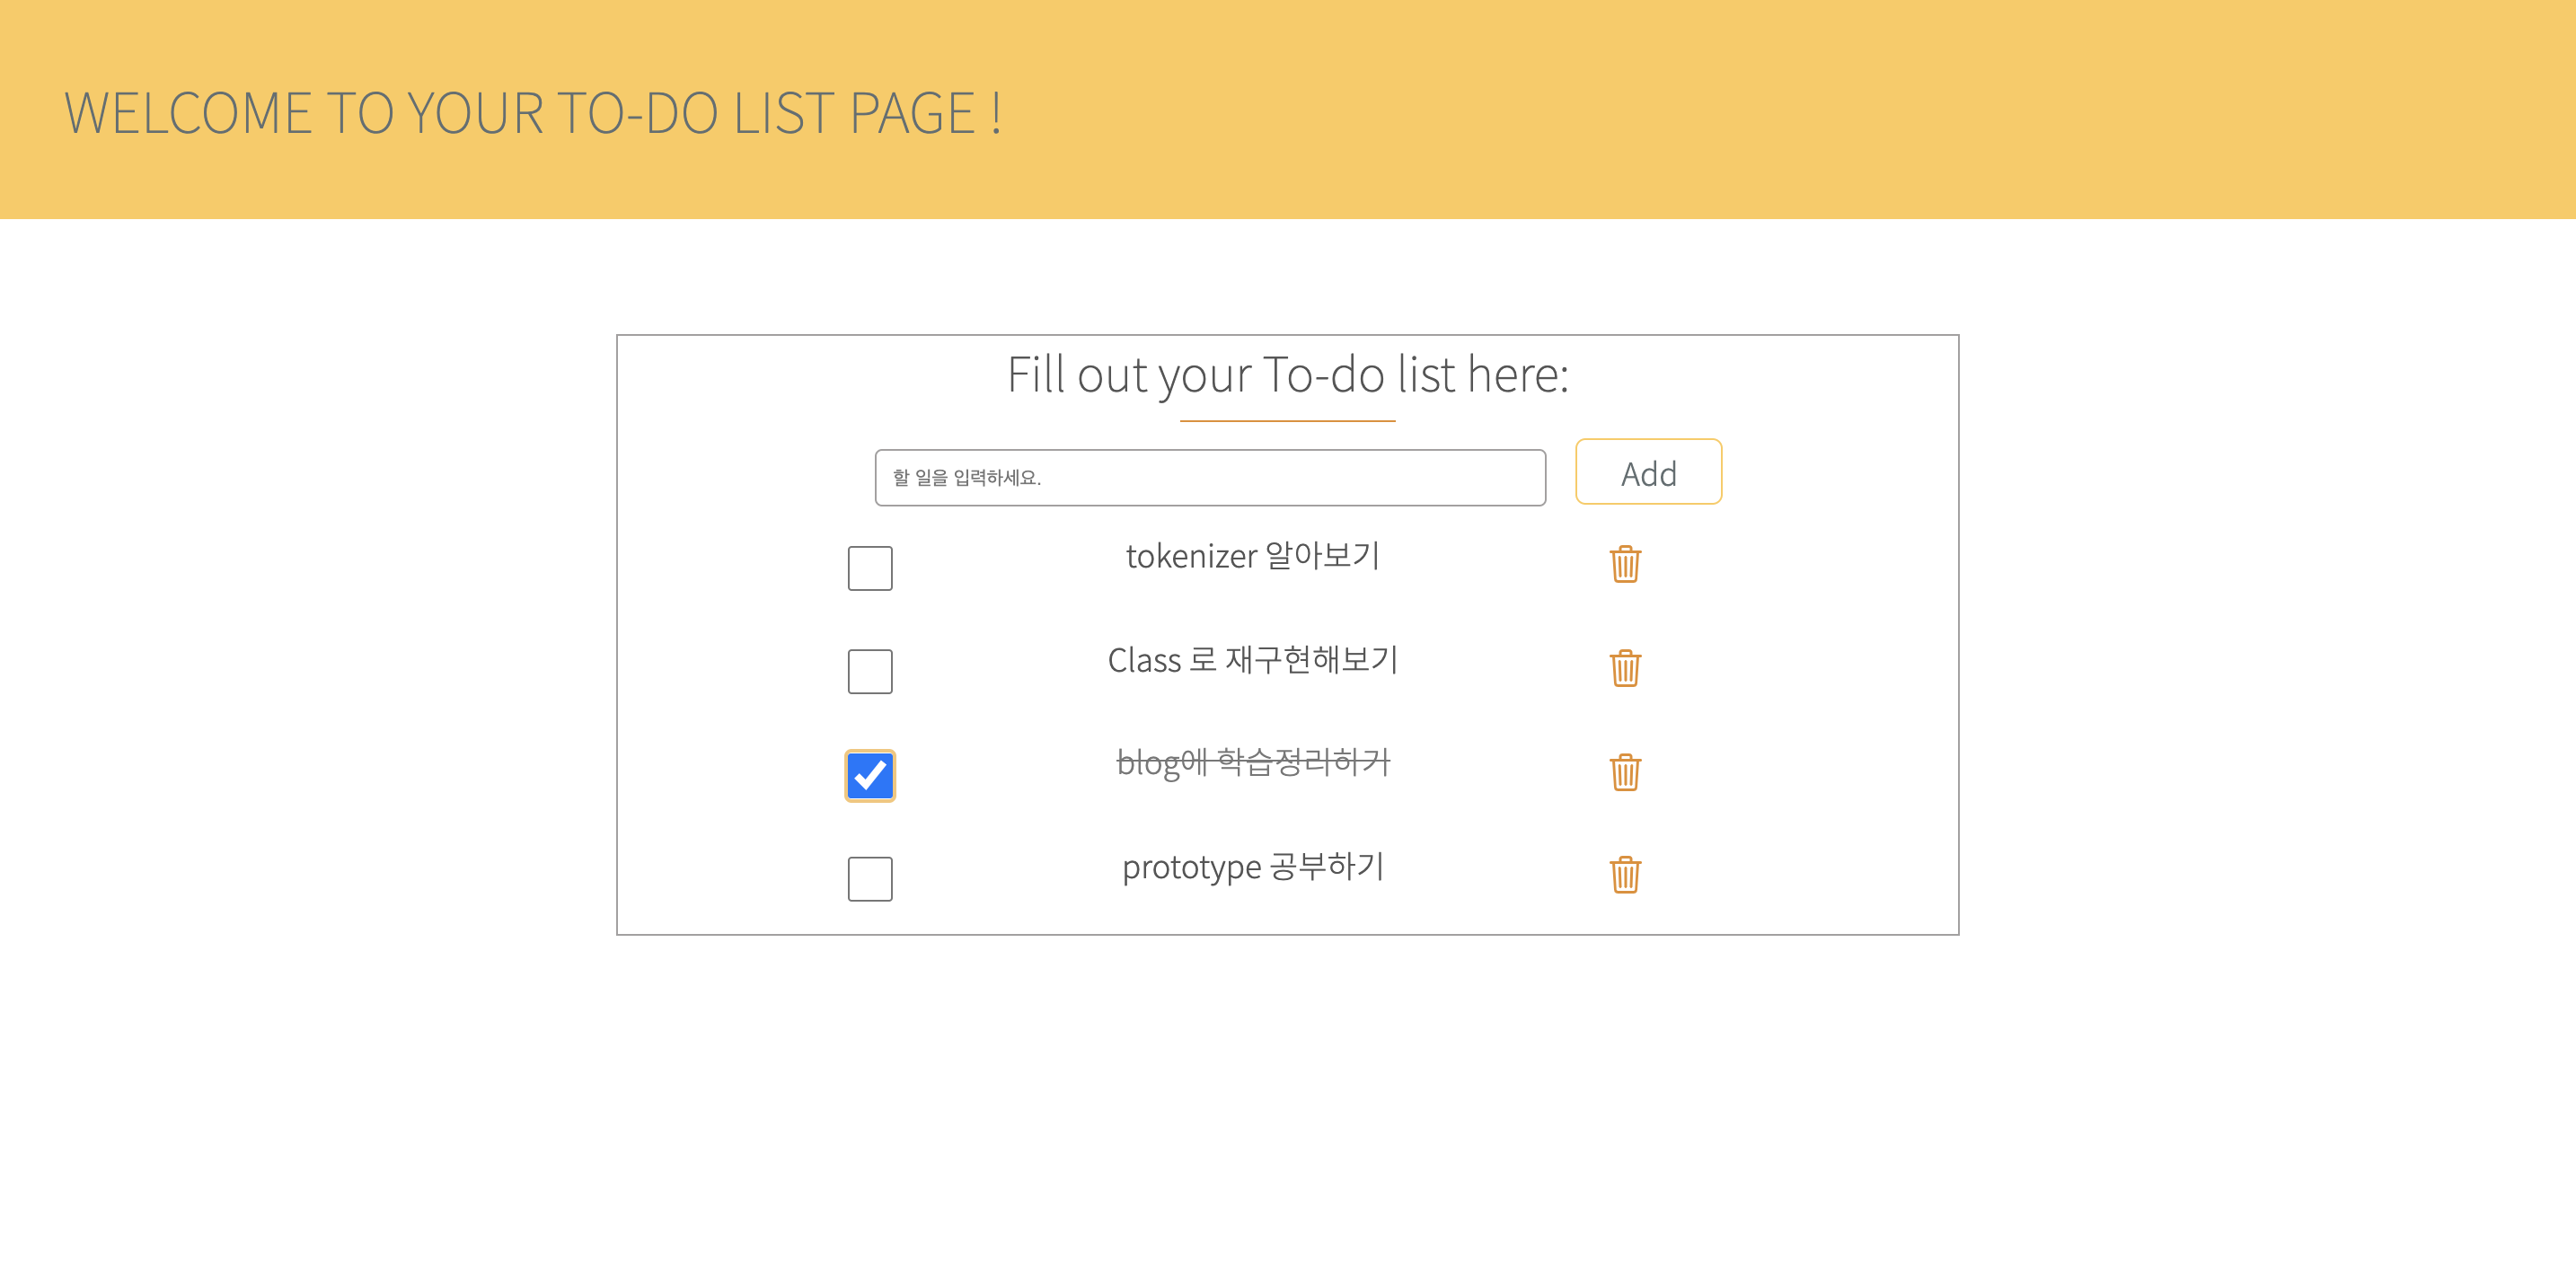 WELCOME TO YOUR TO-DO LIST PAGE !
Fill out your To-do list here:
할 일을 입력하세요.
Add
tokenizer 알아보기
Class 로 재구현해보기
blog에 학습정리하기
prototype 공부하기